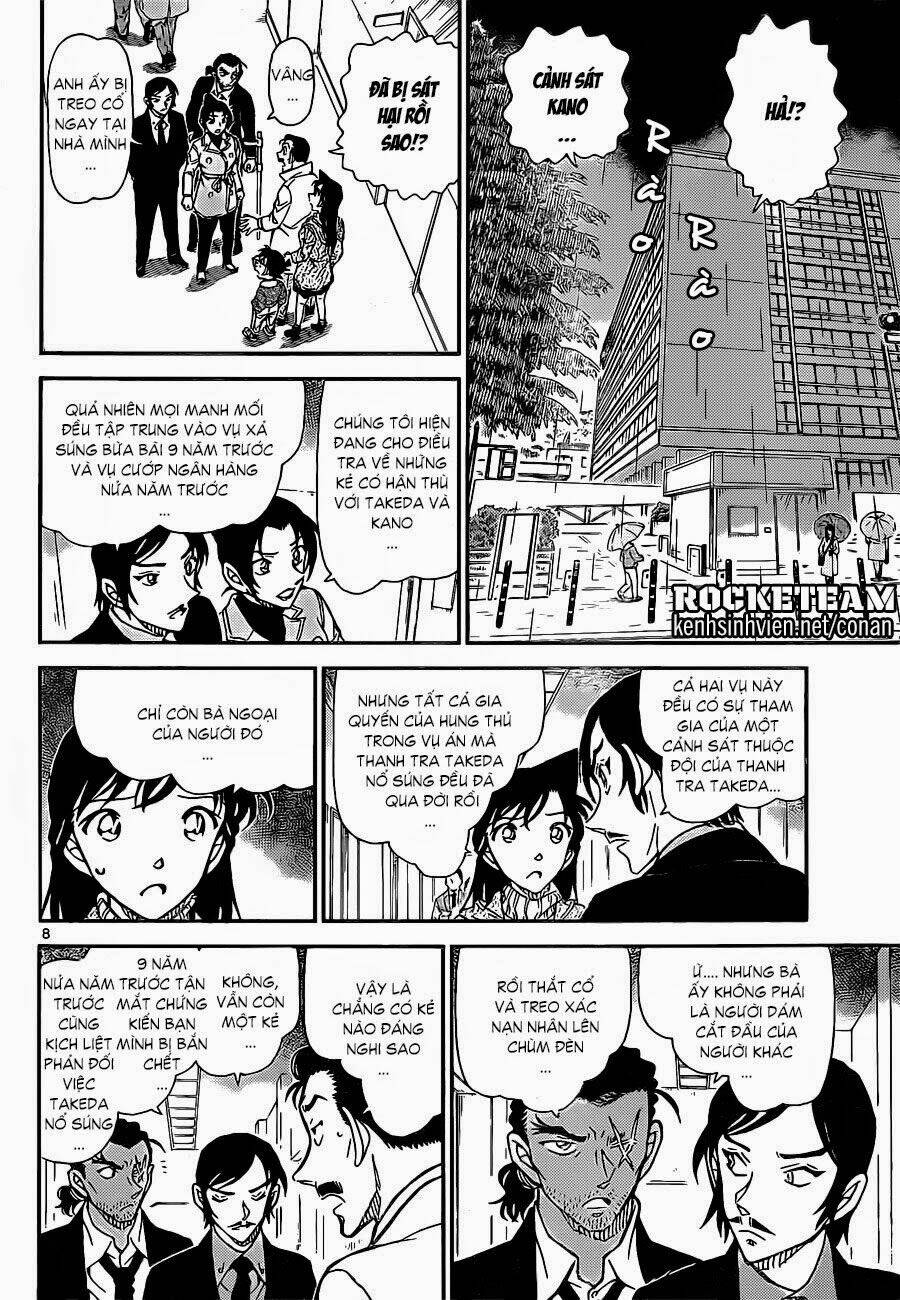 HẢ!?
CẢNH SÁT
KANO
...
ĐÃ BỊ SÁT
HẠI RỒI
SAO!?
Rào
Rào
VÂNG
...
ANH ẤY BỊ
TREO CỔ
NGAY TẠI
NHÀ MÌNH
...
ROCKETEAM
kenhsinhvien.net/conan
CHÚNG TÔI HIỆN
ĐANG CHO ĐIỀU
TRA VỀ NHỮNG
KẺ CÓ HẬN THÙ
VỚI TAKEDA VÀ
KANO
...
QUẢ NHIÊN MỌI MANH MỐI
ĐỀU TẬP TRUNG VÀO VỤ XẢ
SÚNG BỪA BÃI 9 NĂM TRƯỚC
VÀ VỤ CƯỚP NGÂN HÀNG
NỬA NĂM TRƯỚC
...
CẢ HAI VỤ NÀY
ĐỀU CÓ SỰ THAM
GIA CỦA MỘT
CẢNH SÁT THUỘC
ĐỘI CỦA THANH
TRA TAKEDA...
NHƯNG TẤT CẢ GIA
QUYẾN CỦA HUNG THỦ
TRONG VỤ ÁN MÀ
THANH TRA TAKEDA
NỔ SÚNG ĐỀU ĐÃ
QUA ĐỜI RỒI
...
CHỈ CÒN BÀ NGOẠI
CỦA NGƯỜI ĐÓ
...
8
Ừ.... NHƯNG BÀ
ẤY KHÔNG PHẢI
LÀ NGƯỜI DÁM
CẮT ĐẦU CỦA
NGƯỜI KHÁC
...
RỒI THẮT CỔ
VÀ TREO XÁC
NẠN NHÂN LÊN
CHÙM ĐÈN
...
VẬY LÀ
CHẲNG CÓ KẺ
NÀO ĐÁNG
NGHI SAO
...
KHÔNG,
VẪN CÒN
MỘT KẺ
...
9 NĂM
TRƯỚC TẬN
MẮT CHỨNG
KIẾN BẠN
MÌNH BỊ BẮN
CHẾT
...
NỬA NĂM
TRƯỚC
CŨNG
KỊCH LIỆT
PHẢN ĐỐI
VIỆC
TAKEDA
NỔ SÚNG
...